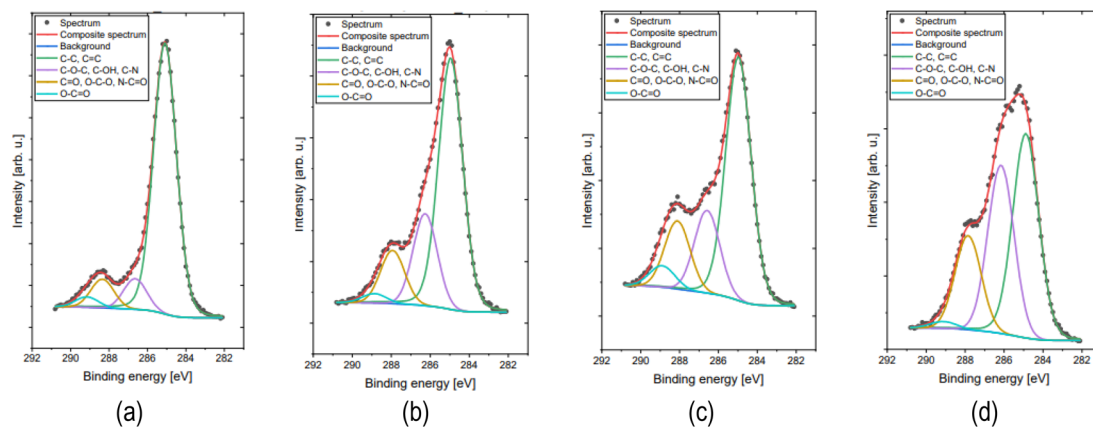 Spectrum
Composite spectrum
Background
C-C, C=C
C-O-C, C-OH, C-N
C=O, O-C-O, N-C=O
O-C=O
Intensity [arb. u.]
292 290 288 286 284 282
Binding energy [eV]
(a)
Spectrum
Composite spectrum
Background
C-C, C=C
C-O-C, C-OH, C-N
C=O, O-C-O, N-C=O
O-C=O
Intensity [arb. u.]
292 290 288 286 284 282
Binding energy [eV]
(b)
Spectrum
Composite spectrum
Background
C-C, C=C
C-O-C, C-OH, C-N
C=O, O-C-O, N-C=O
O-C=O
Intensity [arb. u.]
292 290 288 286 284 282
Binding energy [eV]
(c)
Spectrum
Composite spectrum
Background
C-C, C=C
C-O-C, C-OH, C-N
C=O, O-C-O, N-C=O
O-C=O
Intensity [arb. u.]
292 290 288 286 284 282
Binding energy [eV]
(d)